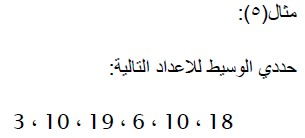 مثال(٥):
حددي الوسيط للاعداد التالية:
3 ، 10 ، 19 ، 6 ، 10 ، 18